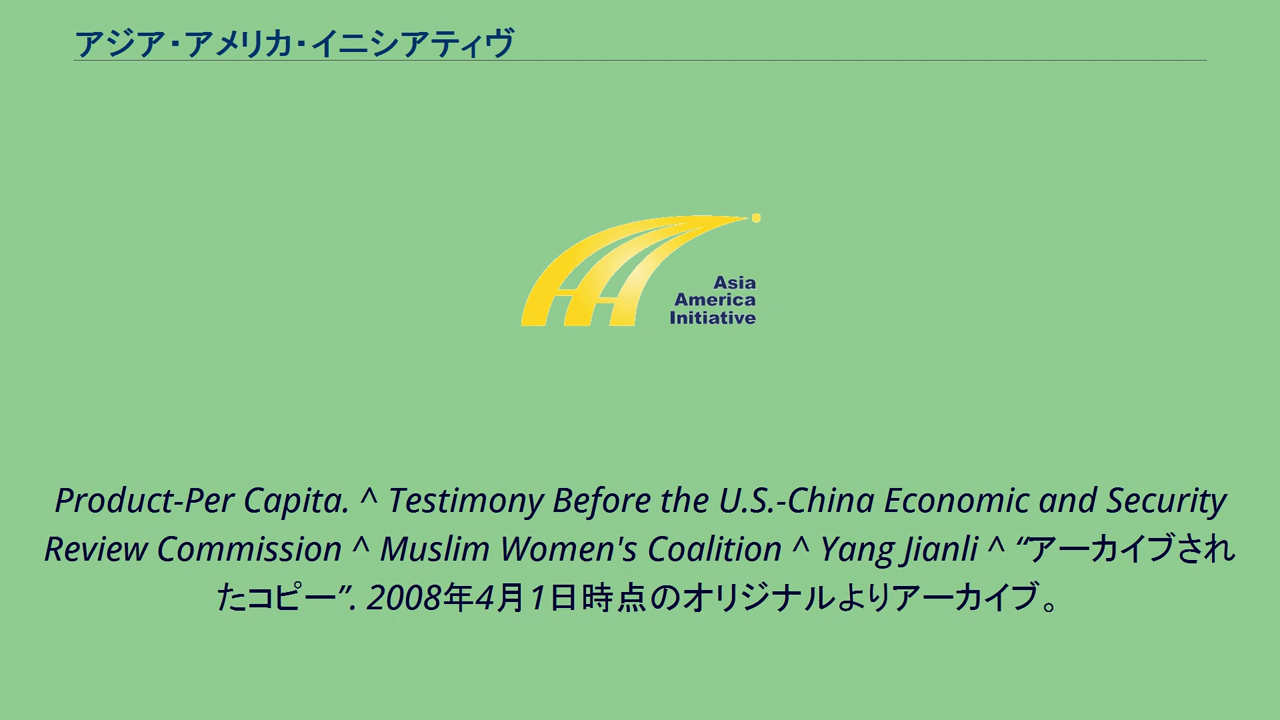 アジア・アメリカ・イニシアティヴ
Asia
America
Initiative
Product-Per Capita. ^ Testimony Before the U.S.-China Economic and Security
Review Commission ^ Muslim Women's Coalition ^ Yang Jianli ^ “アーカイブされ
たコピー”. 2008年4月1日時点のオリジナルよりアーカイブ。